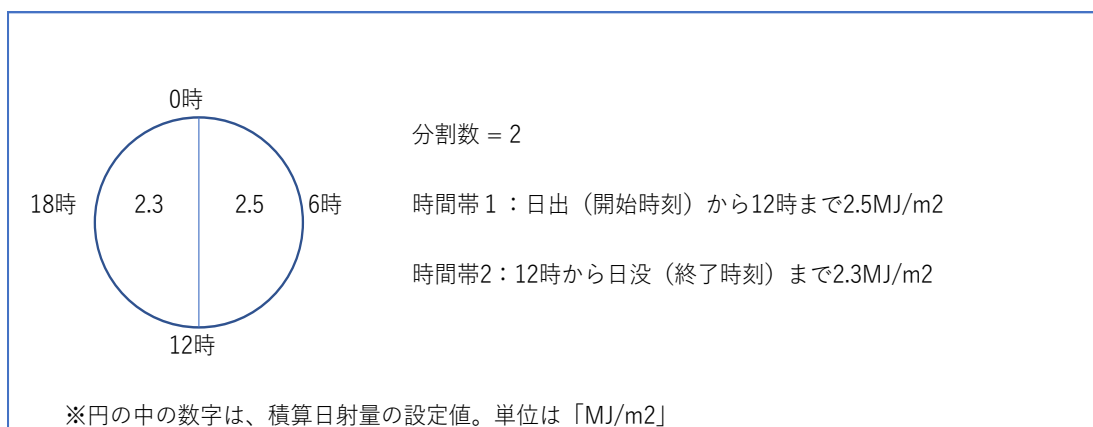 0時
分割数 = 2
18時
2.3
2.5
6時
時間帯１：日出（開始時刻）から12時まで2.5MJ/m2
時間帯2：12時から日没（終了時刻）まで2.3MJ/m2
12時
※円の中の数字は、積算日射量の設定値。単位は「MJ/m2」